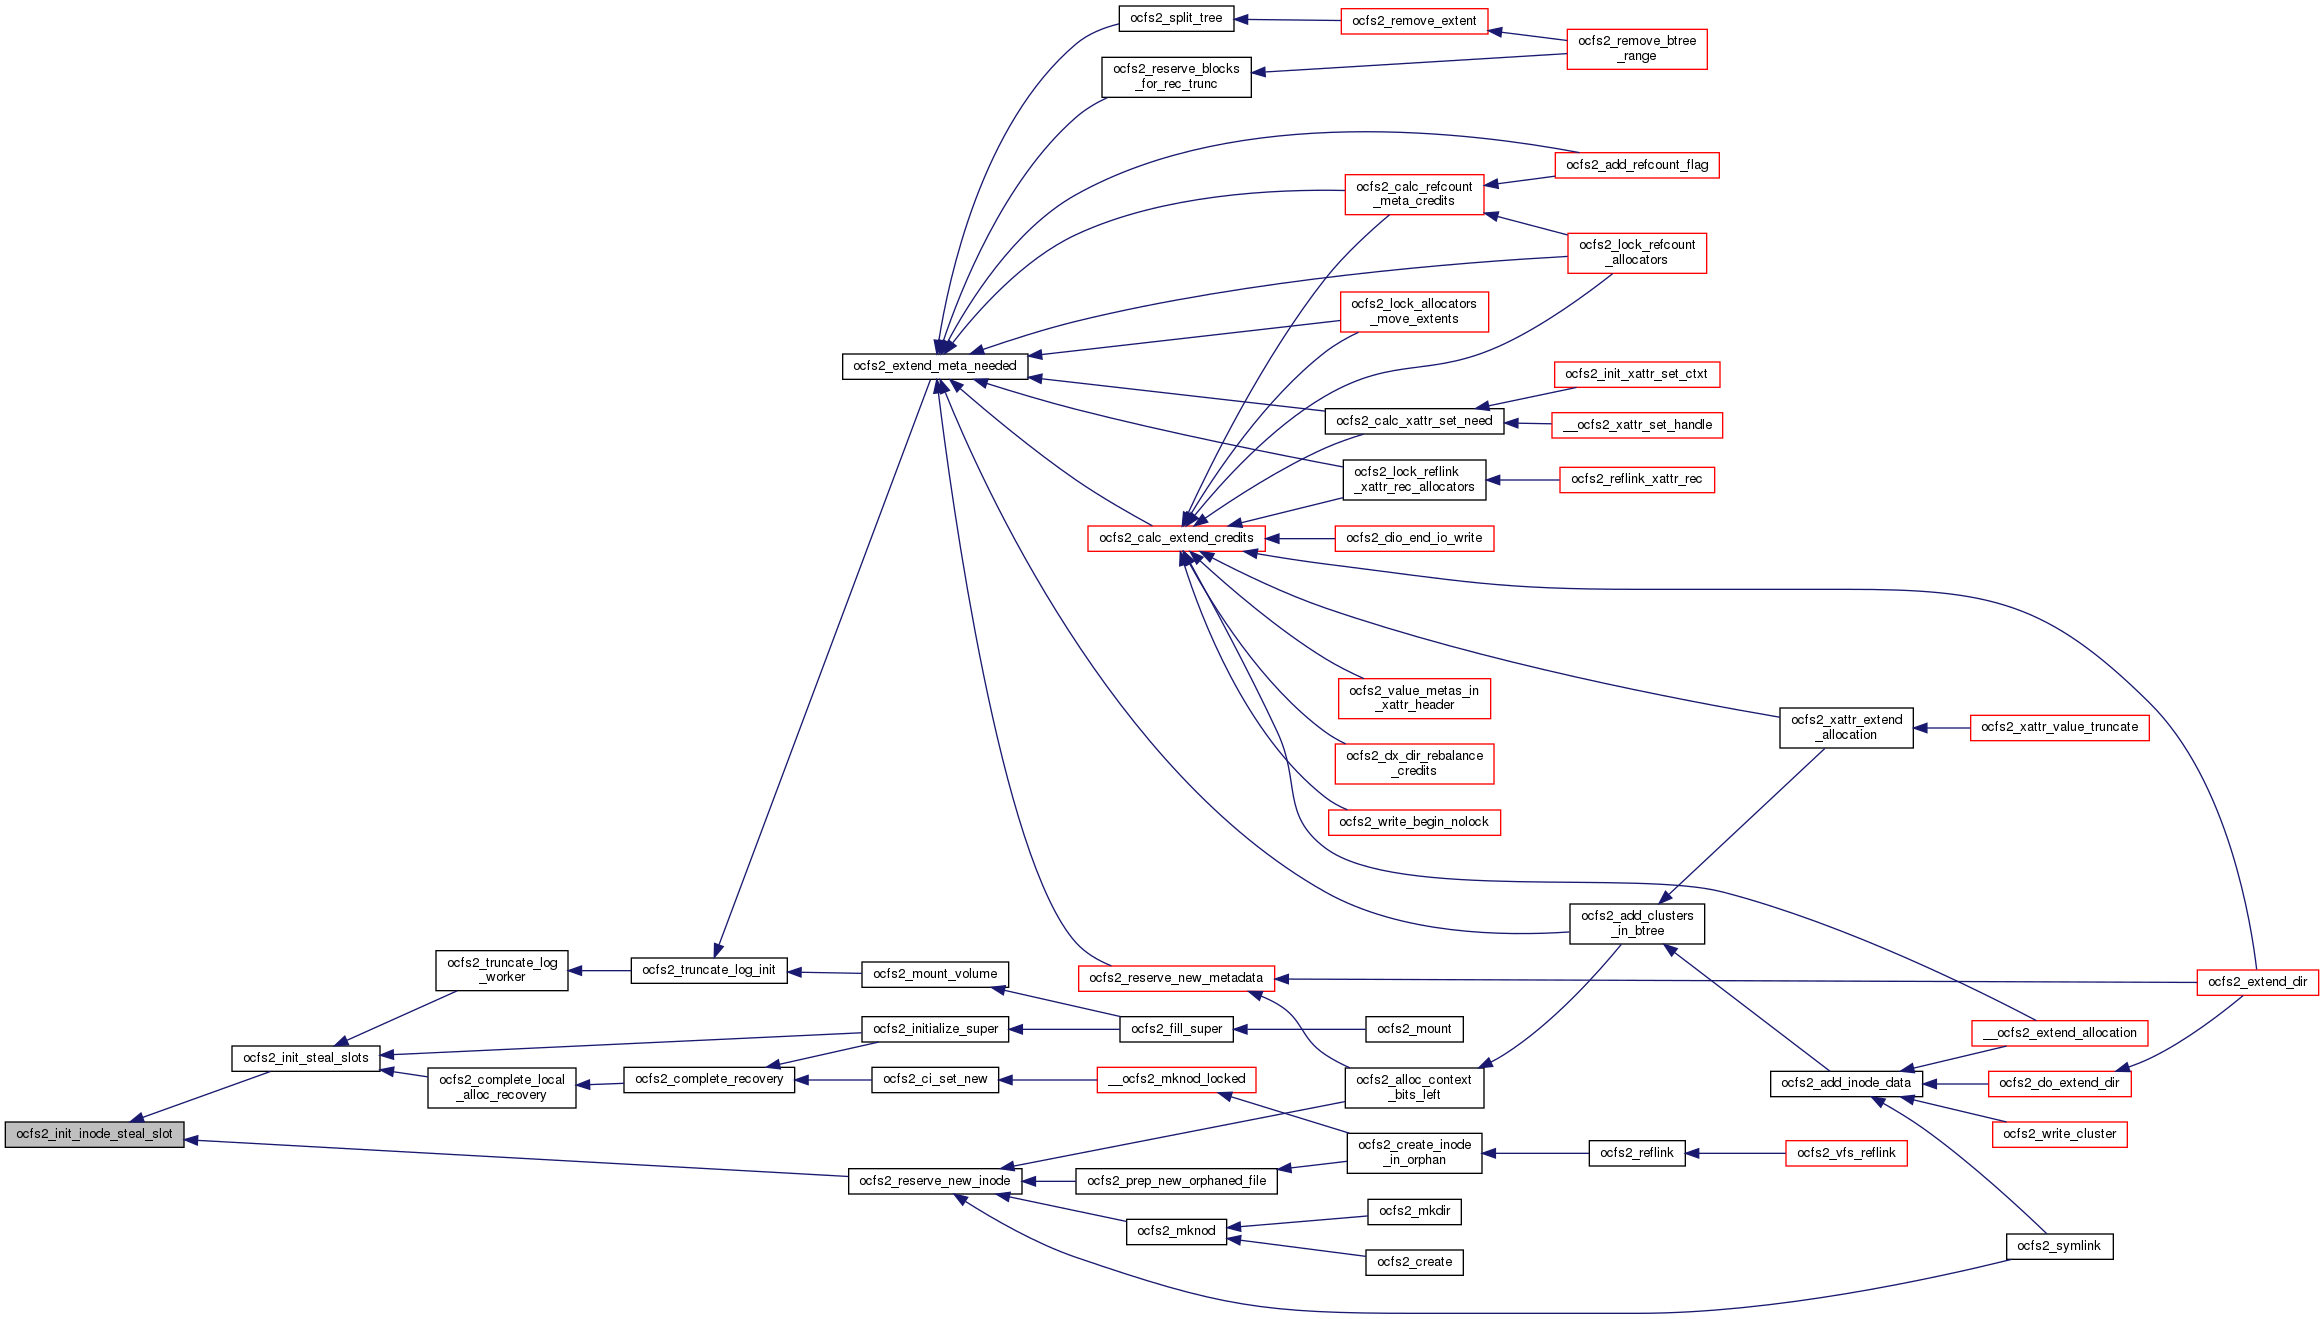 ocfs2_split_tree
ocfs2_remove_extent
ocfs2_remove_btree
_range
ocfs2_reserve_blocks
_for_rec_trunc
ocfs2_add_refcount_flag
ocfs2_calc_refcount
_meta_credits
ocfs2_lock_refcount
_allocators
ocfs2_lock_allocators
_move_extents
ocfs2_extend_meta_needed
ocfs2_init_xattr_set_ctxt
ocfs2_calc_xattr_set_need
__ocfs2_xattr_set_handle
ocfs2_lock_reflink
_xattr_rec_allocators
ocfs2_reflink_xattr_rec
ocfs2_calc_extend_credits
ocfs2_dio_end_io_write
ocfs2_value_metas_in
_xattr_header
ocfs2_xattr_extend
_allocation
ocfs2_xattr_value_truncate
ocfs2_dx_dir_rebalance
_credits
ocfs2_write_begin_nolock
ocfs2_add_clusters
_in_btree
ocfs2_truncate_log
_worker
ocfs2_truncate_log_init
ocfs2_mount_volume
ocfs2_reserve_new_metadata
ocfs2_extend_dir
ocfs2_initialize_super
ocfs2_fill_super
ocfs2_mount
__ocfs2_extend_allocation
ocfs2_init_steal_slots
ocfs2_complete_local
_alloc_recovery
ocfs2_complete_recovery
ocfs2_ci_set_new
__ocfs2_mknod_locked
ocfs2_alloc_context
_bits_left
ocfs2_add_inode_data
ocfs2_do_extend_dir
ocfs2_init_inode_steal_slot
ocfs2_write_cluster
ocfs2_create_inode
_in_orphan
ocfs2_reflink
ocfs2_vfs_reflink
ocfs2_reserve_new_inode
ocfs2_prep_new_orphaned_file
ocfs2_mkdir
ocfs2_mknod
ocfs2_symlink
ocfs2_create